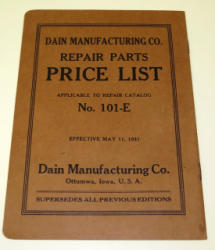 DAIN MANUFACTURING CO.
REPAIR PARTS
PRICE LIST
APPLICABLE TO REPAIR CATALOG
No. 101-E
EFFECTIVE MAY 11,
Dain Manufacturing Co.
Ottumwa, Iowa, U. S. A.
SUPERSEDES ALL PREVIOUS EDITIONS